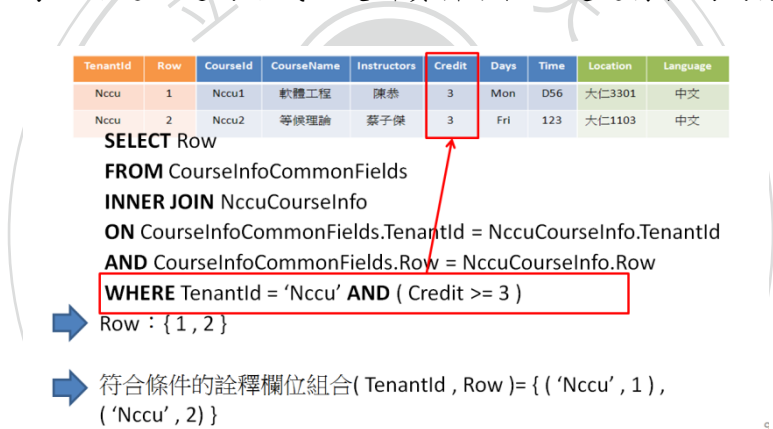 TenantId Row CourseId CourseName Instructors Credit Days Time Location Language
Nccu 1 Nccu1 軟體工程 陳恭 3 Mon D56 大仁3301 中文
Nccu 2 Nccu2 等候理論 蔡子傑 3 Fri 123 大仁1103 中文
SELECT Row
FROM CourseInfoCommonFields
INNER JOIN NccuCourseInfo
ON CourseInfoCommonFields.TenantId = NccuCourseInfo.TenantId
AND CourseInfoCommonFields.Row = NccuCourseInfo.Row
WHERE TenantId = ‘Nccu’ AND ( Credit >= 3 )
Row：{ 1 , 2 }
符合條件的詮釋欄位組合( TenantId , Row )= { ( ‘Nccu’ , 1 ) ,
( ‘Nccu’ , 2) }